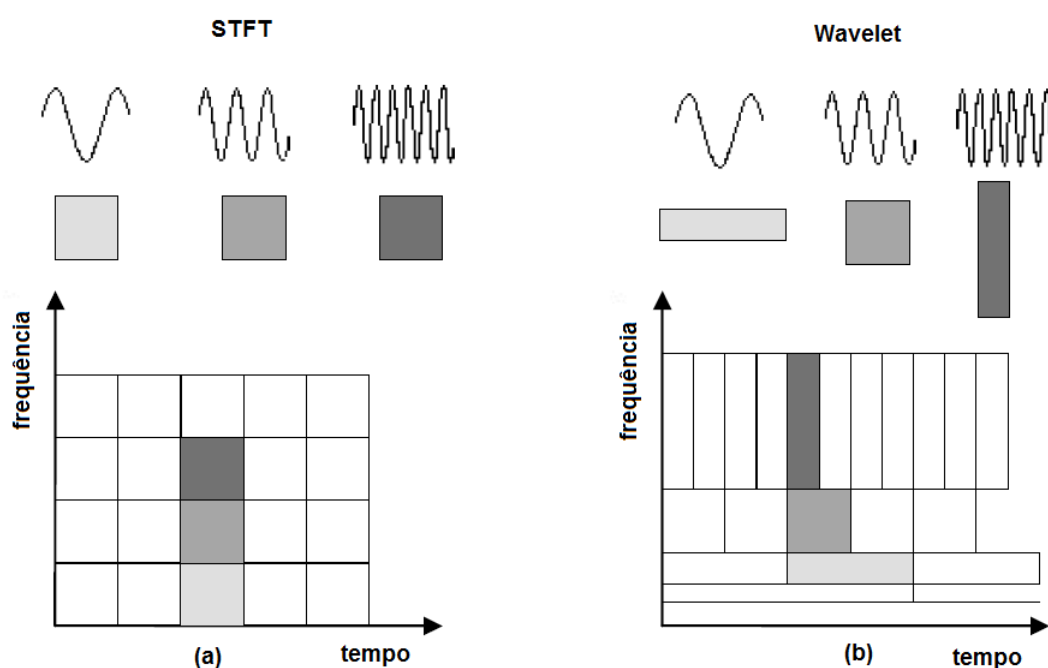 STFT
Wavelet
frequência
frequência
(a)
tempo
(b)
tempo